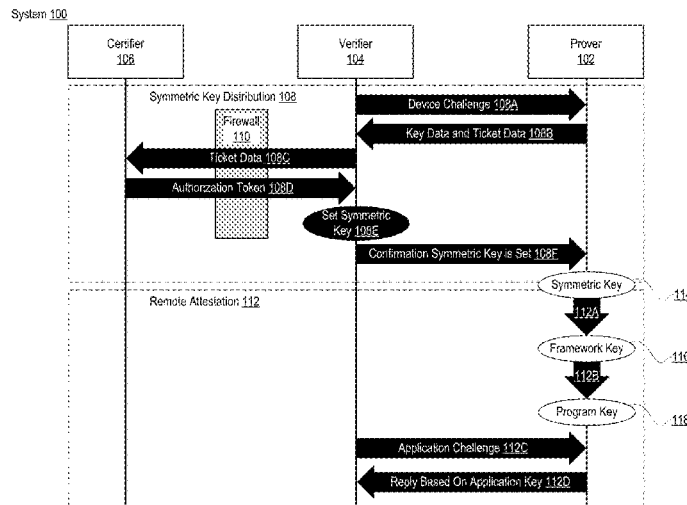 System 100
Certifier
106
Verifier
104
Prover
102
Symmetric Key Distribution 108
Device Challenge 108A
Firewall
110
Key Data and Ticket Data 108B
Ticket Data 108C
Authorization Token 108D
Set Symmetric
Key 108E
Confirmation Symmetric Key is Set 108F
Symmetric Key
Remote Attestation 112
112A
Framework Key
112B
Program Key
118
Application Challenge 112C
Reply Based On Application Key 112D